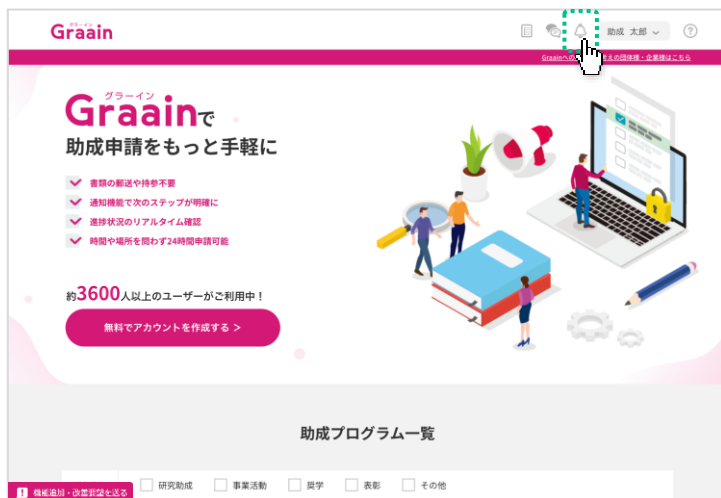 グラーイン
Graain
助成 太郎
Graainへの
考えの団体様・企業様はこちら
グラーイン
Graainで
助成申請をもっと手軽に
書類の郵送や持参不要
通知機能で次のステップが明確に
進捗状況のリアルタイム確認
時間や場所を問わず24時間申請可能
約3600人以上のユーザーがご利用中！
無料でアカウントを作成する >
助成プログラム一覧
研究助成 事業活動 奨学 表彰 その他
機能追加・改善要望を送る